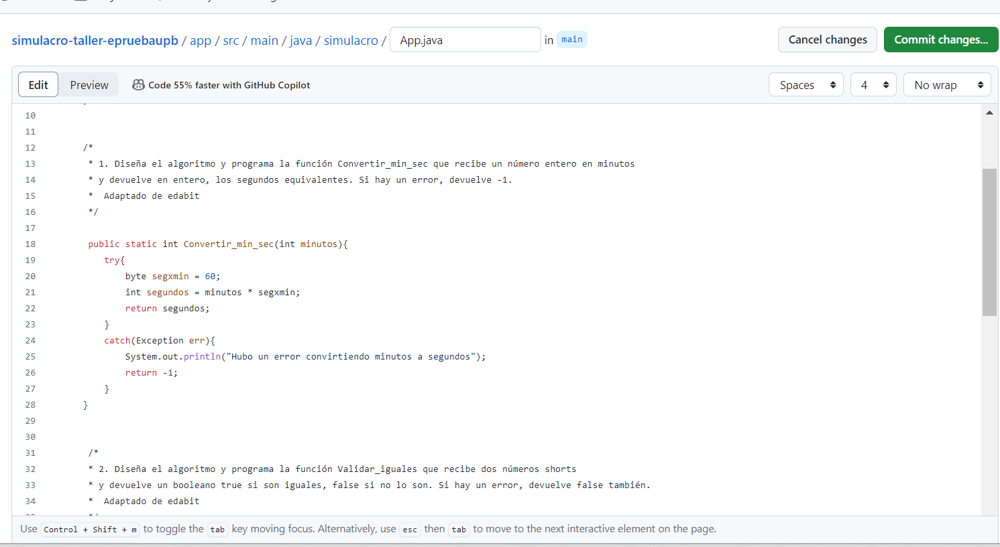 simulacro-taller-epruebaupb / app / src / main / java / simulacro / App.java in main Cancel changes Commit changes...
Edit Preview Code 55% faster with GitHub Copilot Spaces 4 No wrap
10
11
12 /*
13 * 1. Diseña el algoritmo y programa la función Convertir_min_sec que recibe un número entero en minutos
14 * y devuelve en entero, los segundos equivalentes. Si hay un error, devuelve -1.
15 * Adaptado de edabit
16 */
17
18 public static int Convertir_min_sec(int minutos){
19 try{
20 byte segxmin = 60;
21 int segundos = minutos * segxmin;
22 return segundos;
23 }
24 catch(Exception err){
25 System.out.println("Hubo un error convirtiendo minutos a segundos");
26 return -1;
27 }
28 }
29
30
31 /*
32 * 2. Diseña el algoritmo y programa la función Validar_iguales que recibe dos números shorts
33 * y devuelve un booleano true si son iguales, false si no lo son. Si hay un error, devuelve false también.
34 * Adaptado de edabit
Use Control + Shift + m to toggle the tab key moving focus. Alternatively, use esc then tab to move to the next interactive element on the page.